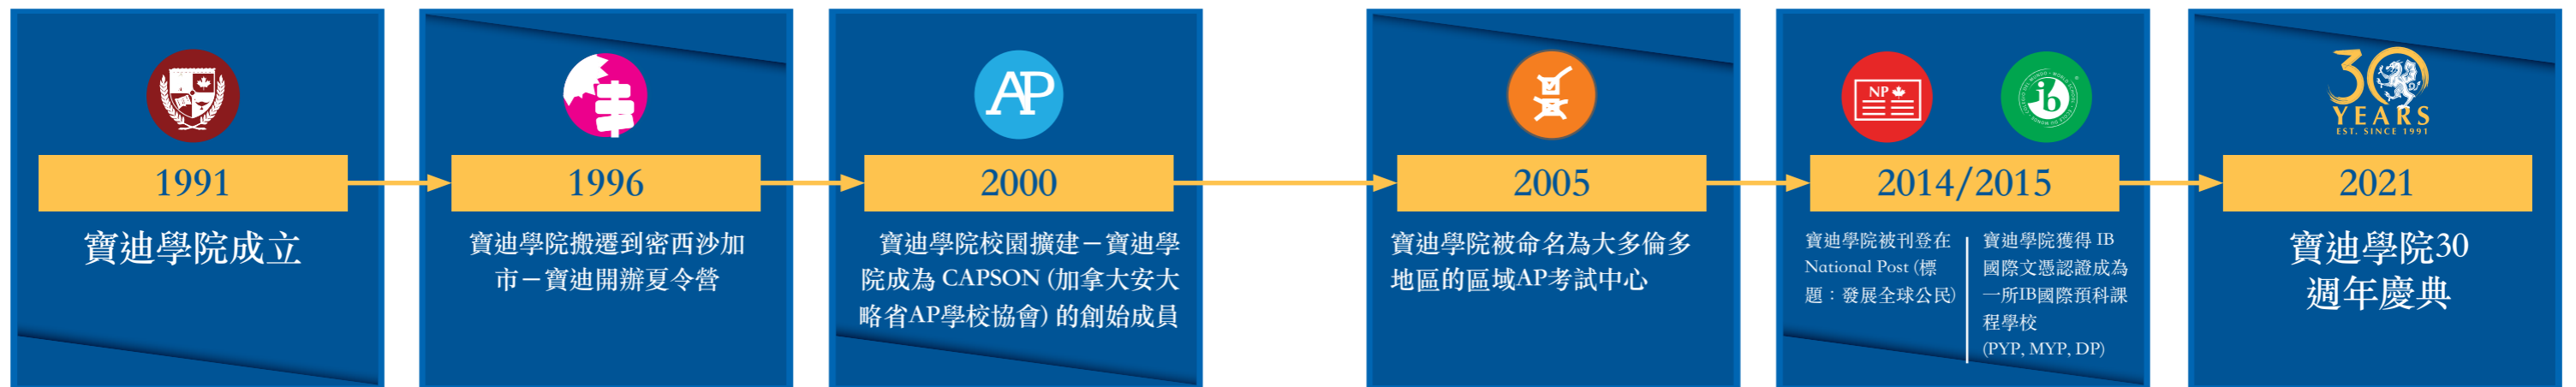 1991
寶迪學院成立
1996
寶迪學院搬遷到密西沙加
市－寶迪開辦夏令營
AP
2000
寶迪學院校園擴建－寶迪學
院成為 CAPSON (加拿大安大
略省AP學校協會) 的創始成員
2005
寶迪學院被命名為大多倫多
地區的區域AP考試中心
NP
ib
2014/2015
寶迪學院被刊登在
National Post (標
題：發展全球公民)
寶迪學院獲得 IB
國際文憑認證成為
一所IB國際預科課
程學校
(PYP, MYP, DP)
30
YEARS
EST. SINCE 1991
2021
寶迪學院30
週年慶典